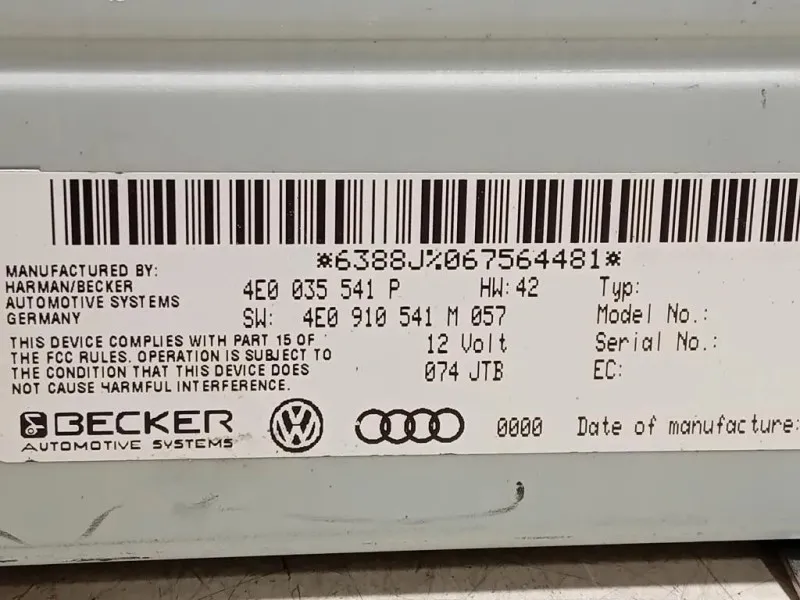 *6388J%067564481*
MANUFACTURED BY:
HARMAN/BECKER
AUTOMOTIVE SYSTEMS
GERMANY
4E0 035 541 P HW:42 Typ:
SW: 4E0 910 541 M 057 Model No.:
12 Volt Serial No.:
074 JTB EC:
THIS DEVICE COMPLIES WITH PART 15 OF
THE FCC RULES. OPERATION IS SUBJECT TO
THE CONDITION THAT THIS DEVICE DOES
NOT CAUSE HARMFUL INTERFERENCE.
BECKER
AUTOMOTIVE SYSTEMS
VW
0000 Date of manufacture: